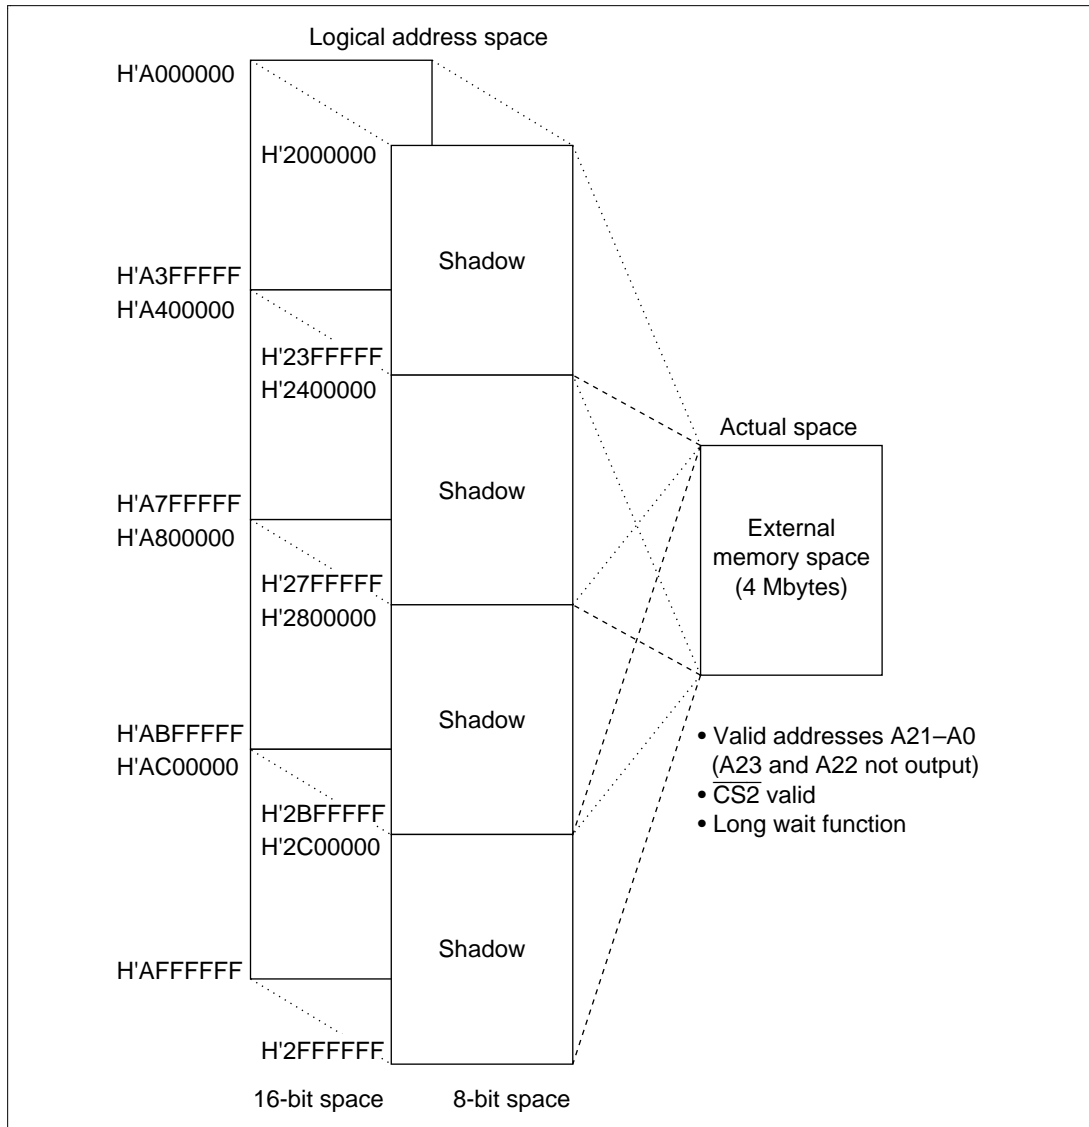 Logical address space
H'A000000
H'2000000
Shadow
H'A3FFFFF
H'A400000
H'23FFFFF
H'2400000
Actual space
Shadow
H'A7FFFFF
H'A800000
External
memory space
(4 Mbytes)
H'27FFFFF
H'2800000
Shadow
H'ABFFFFF
H'AC00000
• Valid addresses A21–A0
(A23 and A22 not output)
• C̅S̅2̅ valid
• Long wait function
H'2BFFFFF
H'2C00000
Shadow
H'AFFFFFF
H'2FFFFFF
16-bit space
8-bit space